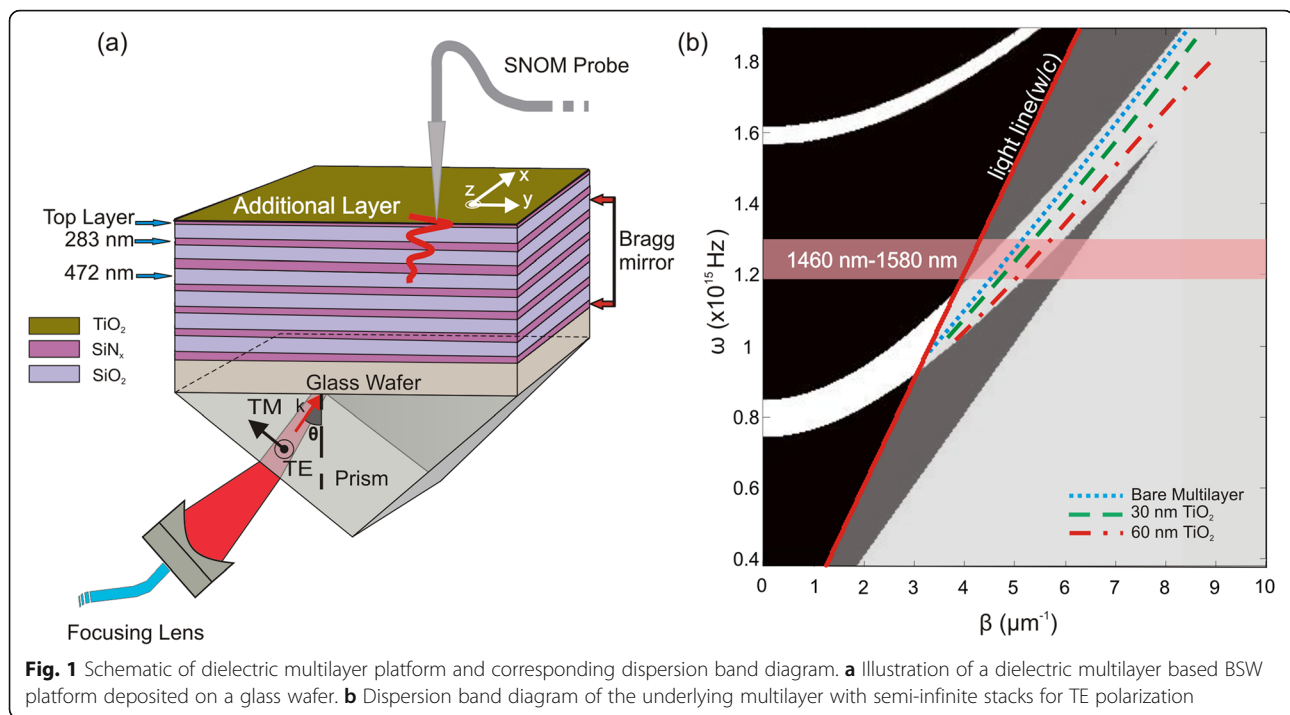 (a)
SNOM Probe
x
z
y
Additional Layer
Top Layer
283 nm
472 nm
Bragg
mirror
TiO₂
SiNₓ
SiO₂
Glass Wafer
k
TM
θ
TE
Prism
Focusing Lens
(b)
ω (x10¹⁵ Hz)
1.8
1.6
1.4
1.2
1
0.8
0.6
0.4
light line(w/c)
1460 nm-1580 nm
Bare Multilayer
30 nm TiO₂
60 nm TiO₂
0 1 2 3 4 5 6 7 8 9 10
β (µm⁻¹)
Fig. 1 Schematic of dielectric multilayer platform and corresponding dispersion band diagram. a Illustration of a dielectric multilayer based BSW
platform deposited on a glass wafer. b Dispersion band diagram of the underlying multilayer with semi-infinite stacks for TE polarization